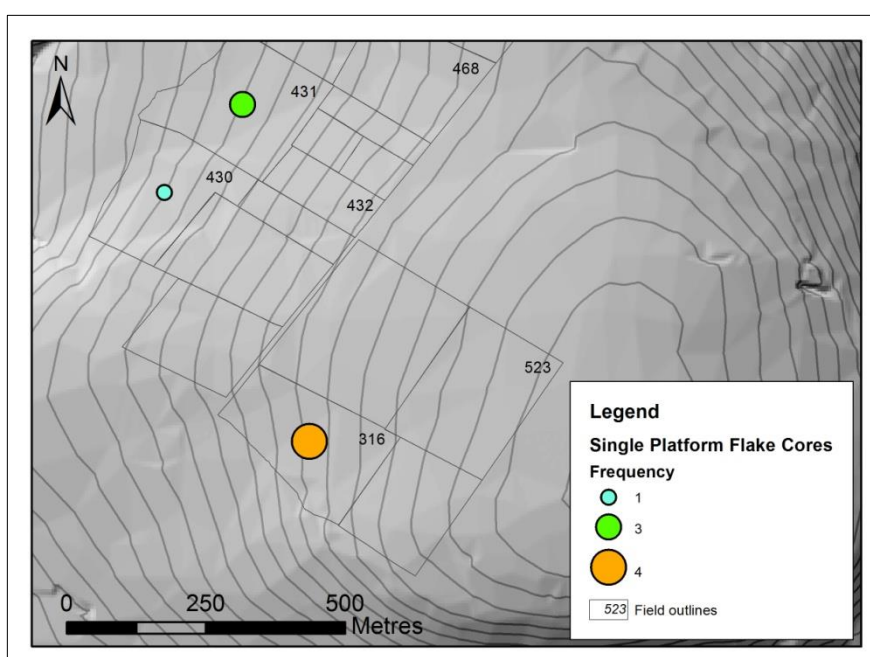 N
468
431
430
432
523
316
Legend
Single Platform Flake Cores
Frequency
1
3
4
523 Field outlines
0 250 500
Metres